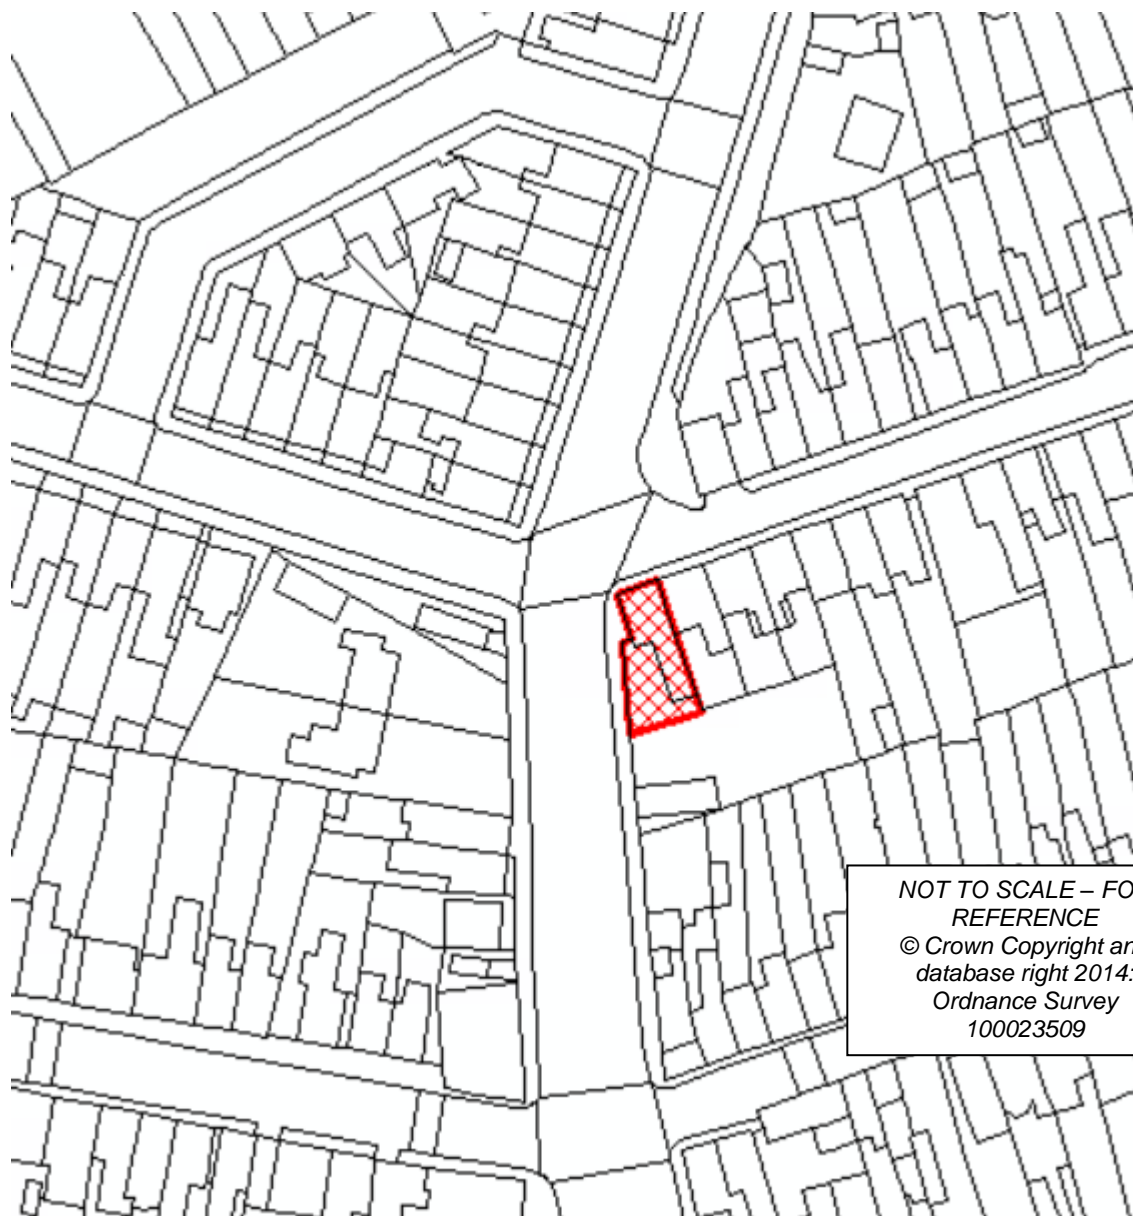 NOT TO SCALE – FO
REFERENCE
© Crown Copyright an
database right 2014:
Ordnance Survey
100023509